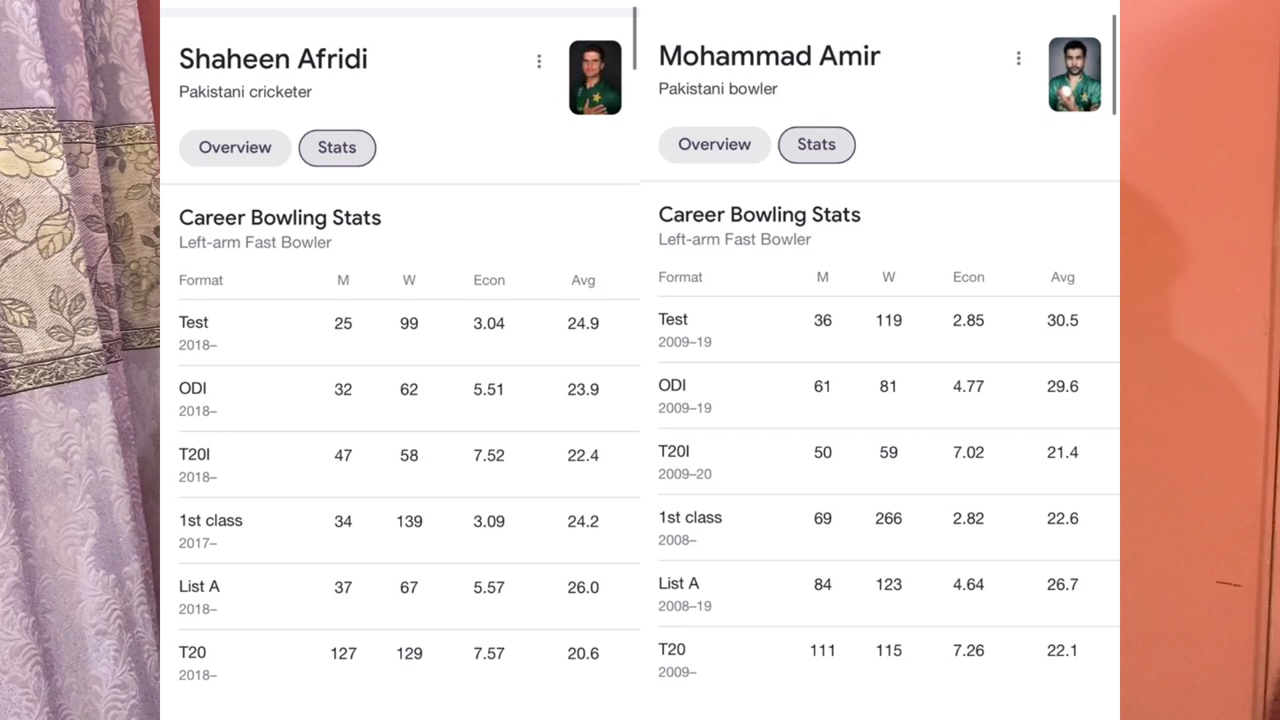 Shaheen Afridi
Pakistani cricketer
Overview Stats
Career Bowling Stats
Left-arm Fast Bowler
Format M W Econ Avg
Test 25 99 3.04 24.9
2018–
ODI 32 62 5.51 23.9
2018–
T20I 47 58 7.52 22.4
2018–
1st class 34 139 3.09 24.2
2017–
List A 37 67 5.57 26.0
2018–
T20 127 129 7.57 20.6
2018–
Mohammad Amir
Pakistani bowler
Overview Stats
Career Bowling Stats
Left-arm Fast Bowler
Format M W Econ Avg
Test 36 119 2.85 30.5
2009–19
ODI 61 81 4.77 29.6
2009–19
T20I 50 59 7.02 21.4
2009–20
1st class 69 266 2.82 22.6
2008–
List A 84 123 4.64 26.7
2008–19
T20 111 115 7.26 22.1
2009–